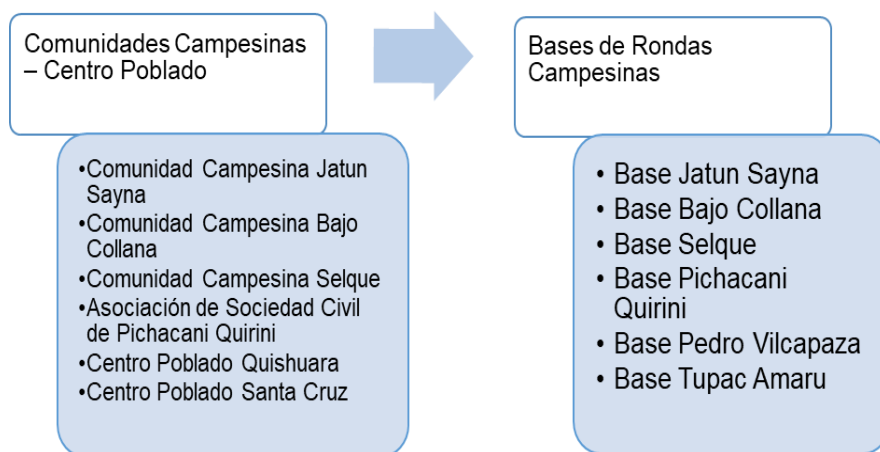 Comunidades Campesinas
– Centro Poblado
•Comunidad Campesina Jatun
Sayna
•Comunidad Campesina Bajo
Collana
•Comunidad Campesina Selque
•Asociación de Sociedad Civil
de Pichacani Quirini
•Centro Poblado Quishuara
•Centro Poblado Santa Cruz
Bases de Rondas
Campesinas
• Base Jatun Sayna
• Base Bajo Collana
• Base Selque
• Base Pichacani
Quirini
• Base Pedro Vilcapaza
• Base Tupac Amaru